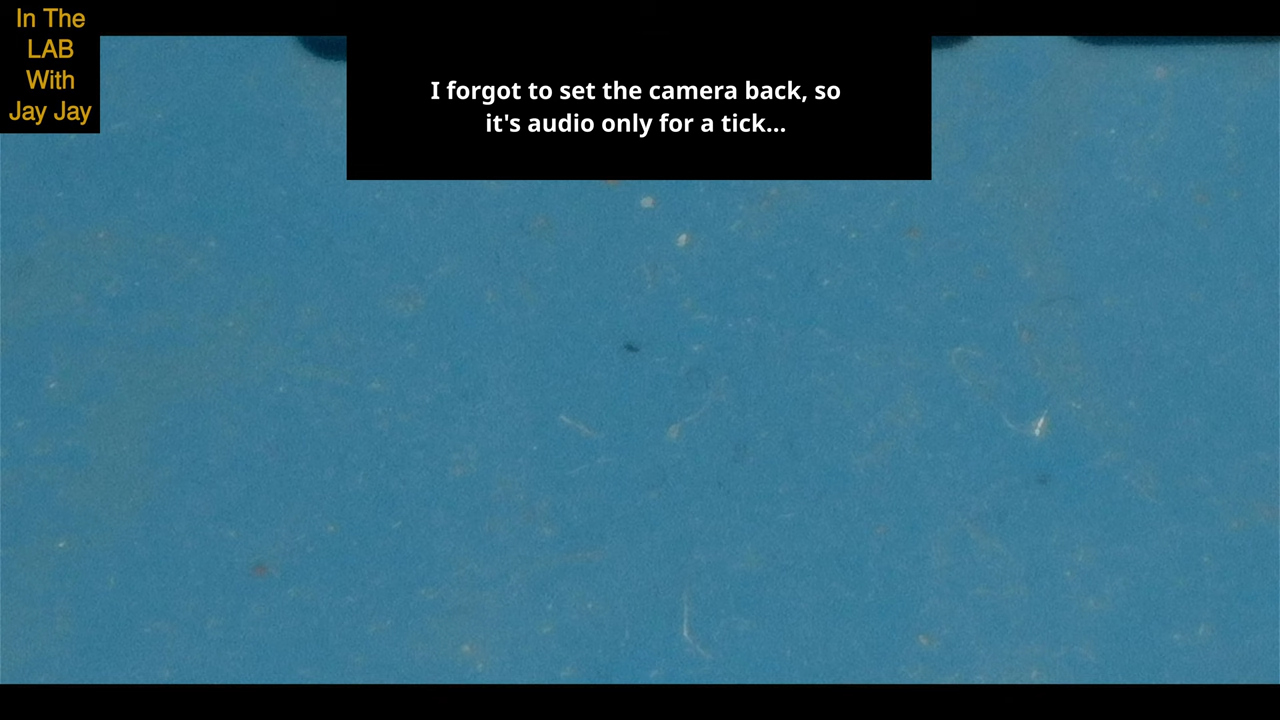 In The
LAB
With
Jay Jay
I forgot to set the camera back, so
it's audio only for a tick...